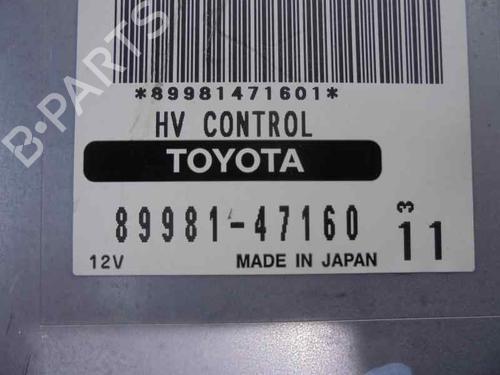 *89981471601*
HV CONTROL
TOYOTA
89981-47160
3
11
12V
MADE IN JAPAN
B-PARTS